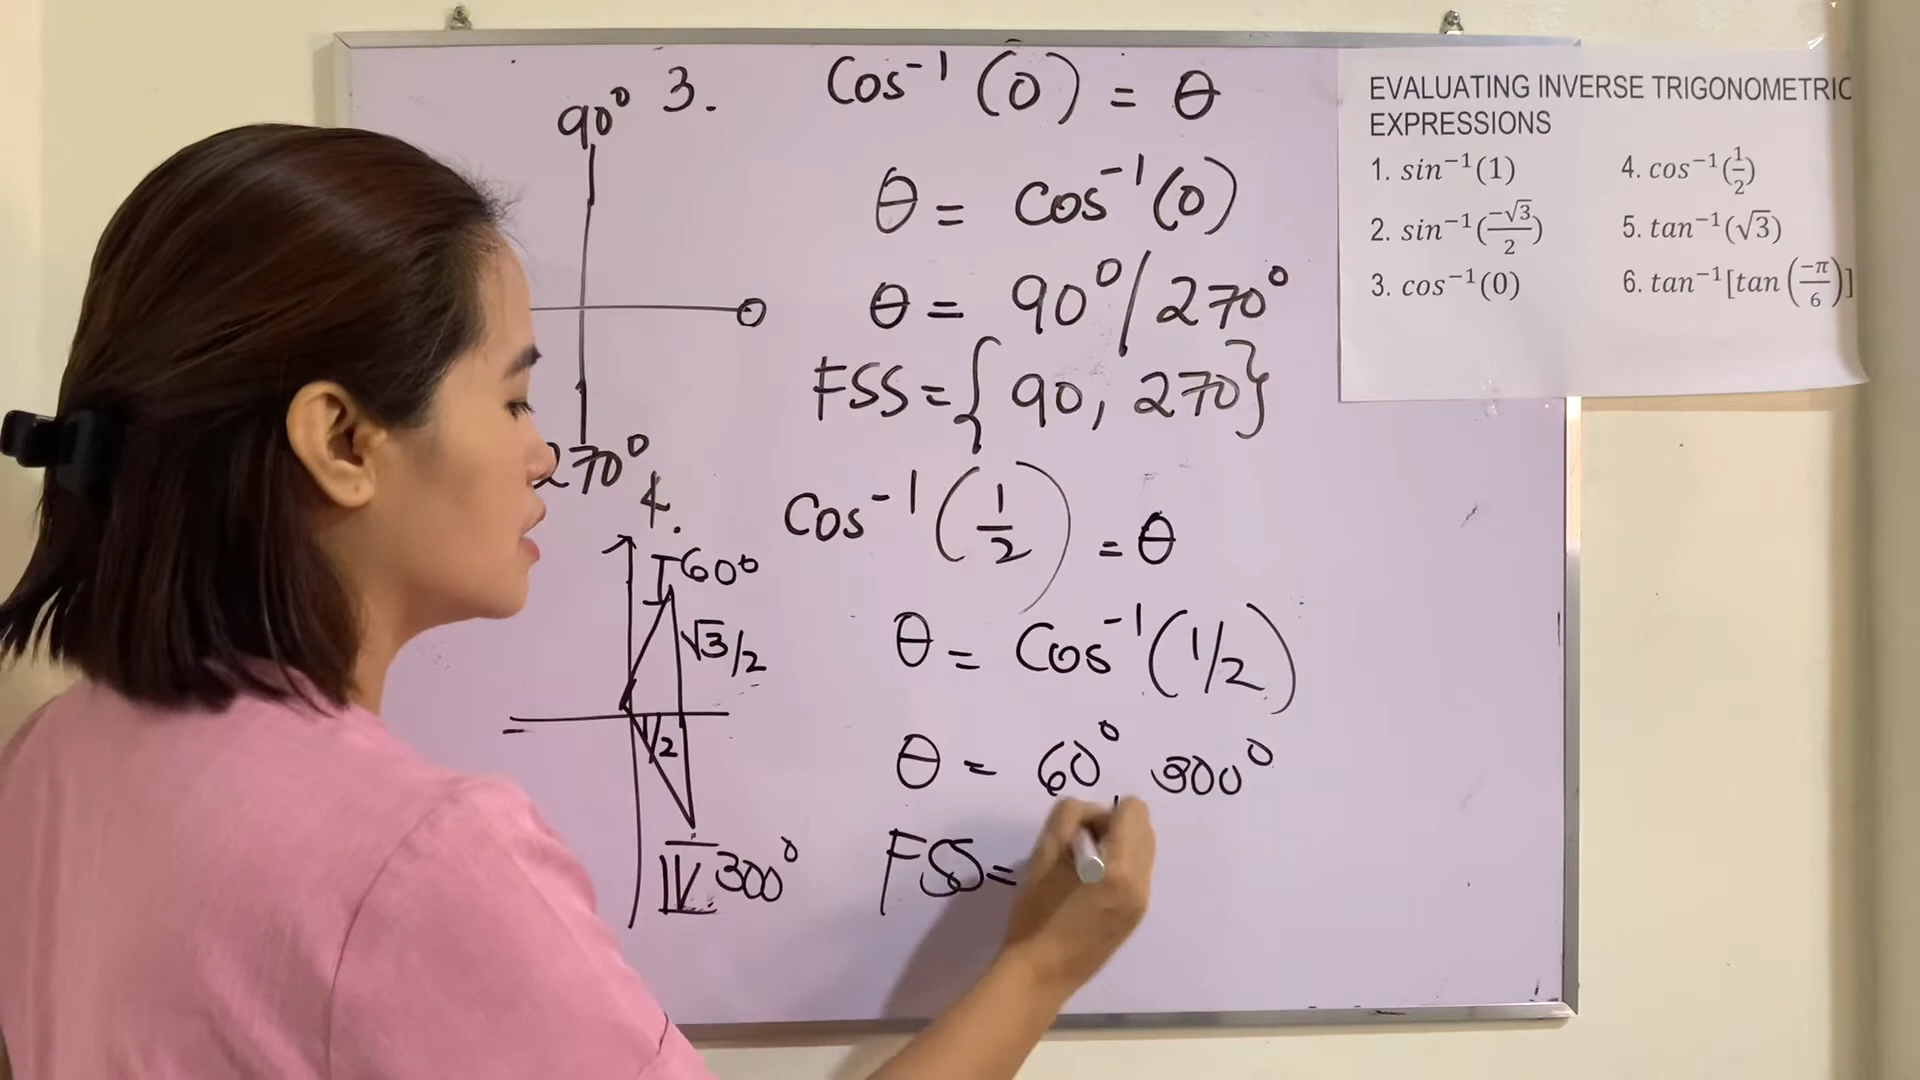 3. Cos⁻¹(0) = θ
90°
θ = Cos⁻¹(0)
θ = 90°/270°
FSS = {90, 270}
270°
4. Cos⁻¹(1/2) = θ
I 60°
√3/2
θ = Cos⁻¹(1/2)
1/2
θ = 60°, 300°
IV. 300°
FSS =
EVALUATING INVERSE TRIGONOMETRIC
EXPRESSIONS
1. sin⁻¹(1)
2. sin⁻¹(-√3/2)
3. cos⁻¹(0)
4. cos⁻¹(1/2)
5. tan⁻¹(√3)
6. tan⁻¹[tan(-π/6)]